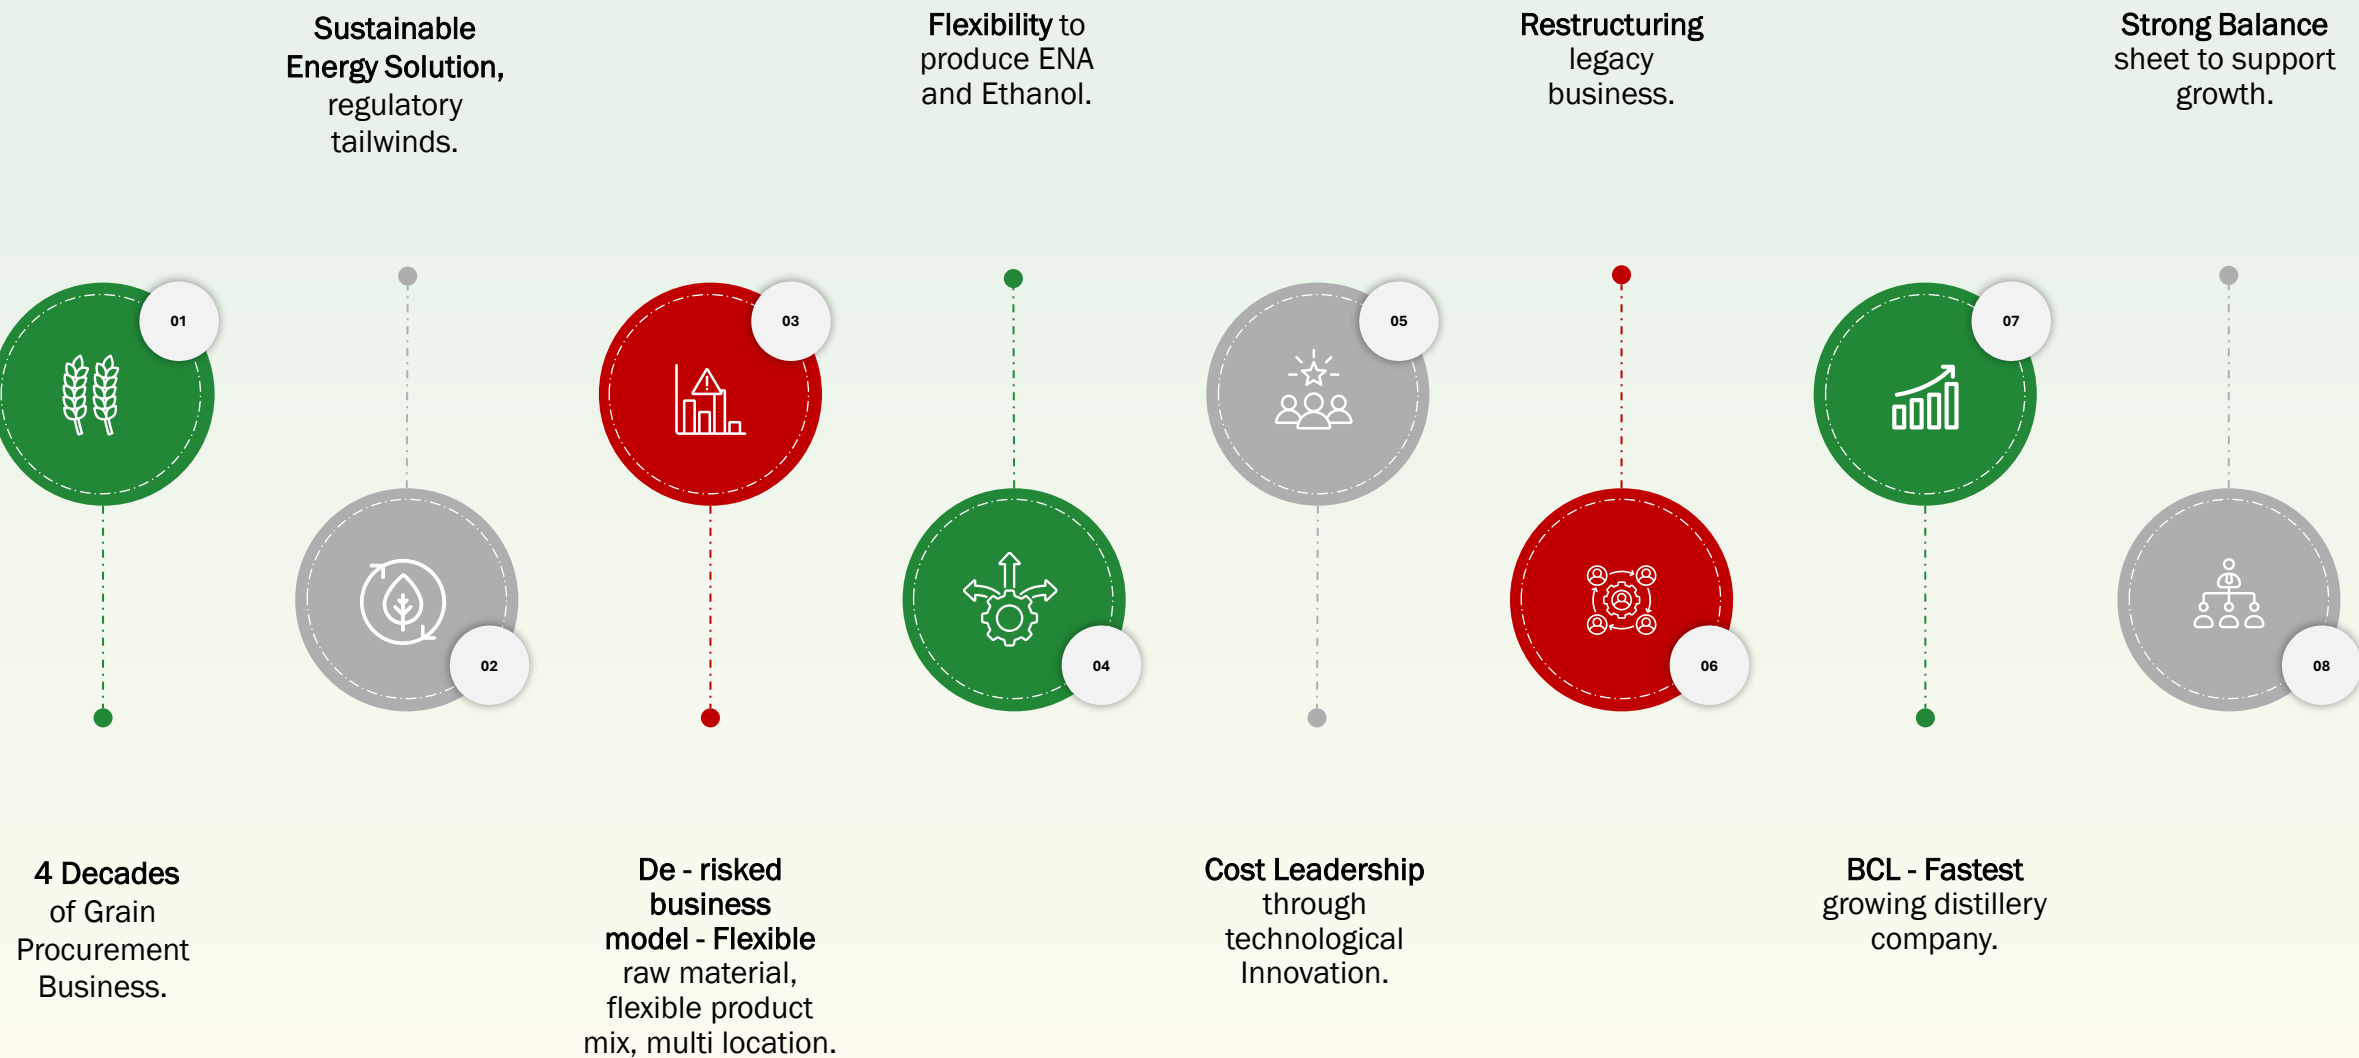 01
4 Decades
of Grain
Procurement
Business.
Sustainable
Energy Solution,
regulatory
tailwinds.
02
03
De - risked
business
model - Flexible
raw material,
flexible product
mix, multi location.
Flexibility to
produce ENA
and Ethanol.
04
05
Cost Leadership
through
technological
Innovation.
Restructuring
legacy
business.
06
07
BCL - Fastest
growing distillery
company.
Strong Balance
sheet to support
growth.
08